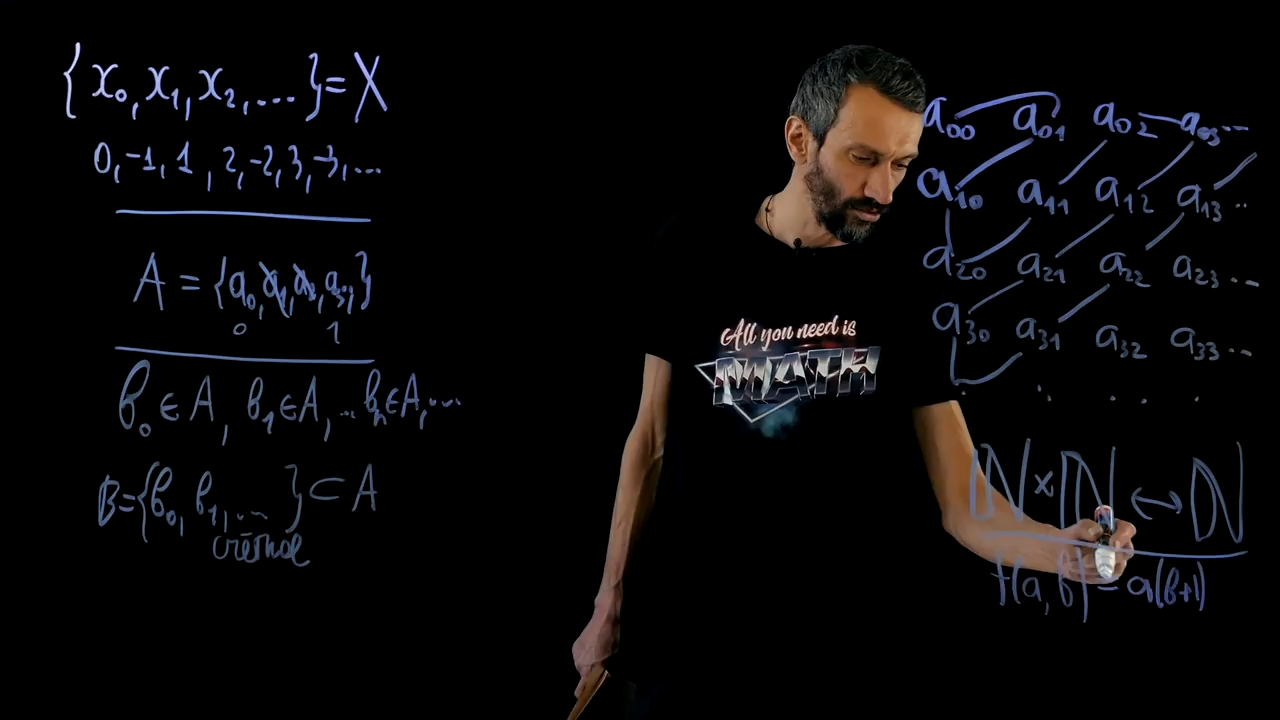 {x₀, x₁, x₂, ...} = X
0, -1, 1, 2, -2, 3, -3, ...
A = {a₀, a₁, a₂, a₃, }
0 1
b₀ ∈ A, b₁ ∈ A, ... bₙ ∈ A, ...
B = {b₀, b₁, ... } ⊂ A
счётное
All you need is
MATH
a₀₀ a₀₁ a₀₂ a₀₃ ...
a₁₀ a₁₁ a₁₂ a₁₃ ..
a₂₀ a₂₁ a₂₂ a₂₃ ...
a₃₀ a₃₁ a₃₂ a₃₃ ...
. . . . .
ℕ × ℕ ↔ ℕ
f(a, b) = a(b+1)